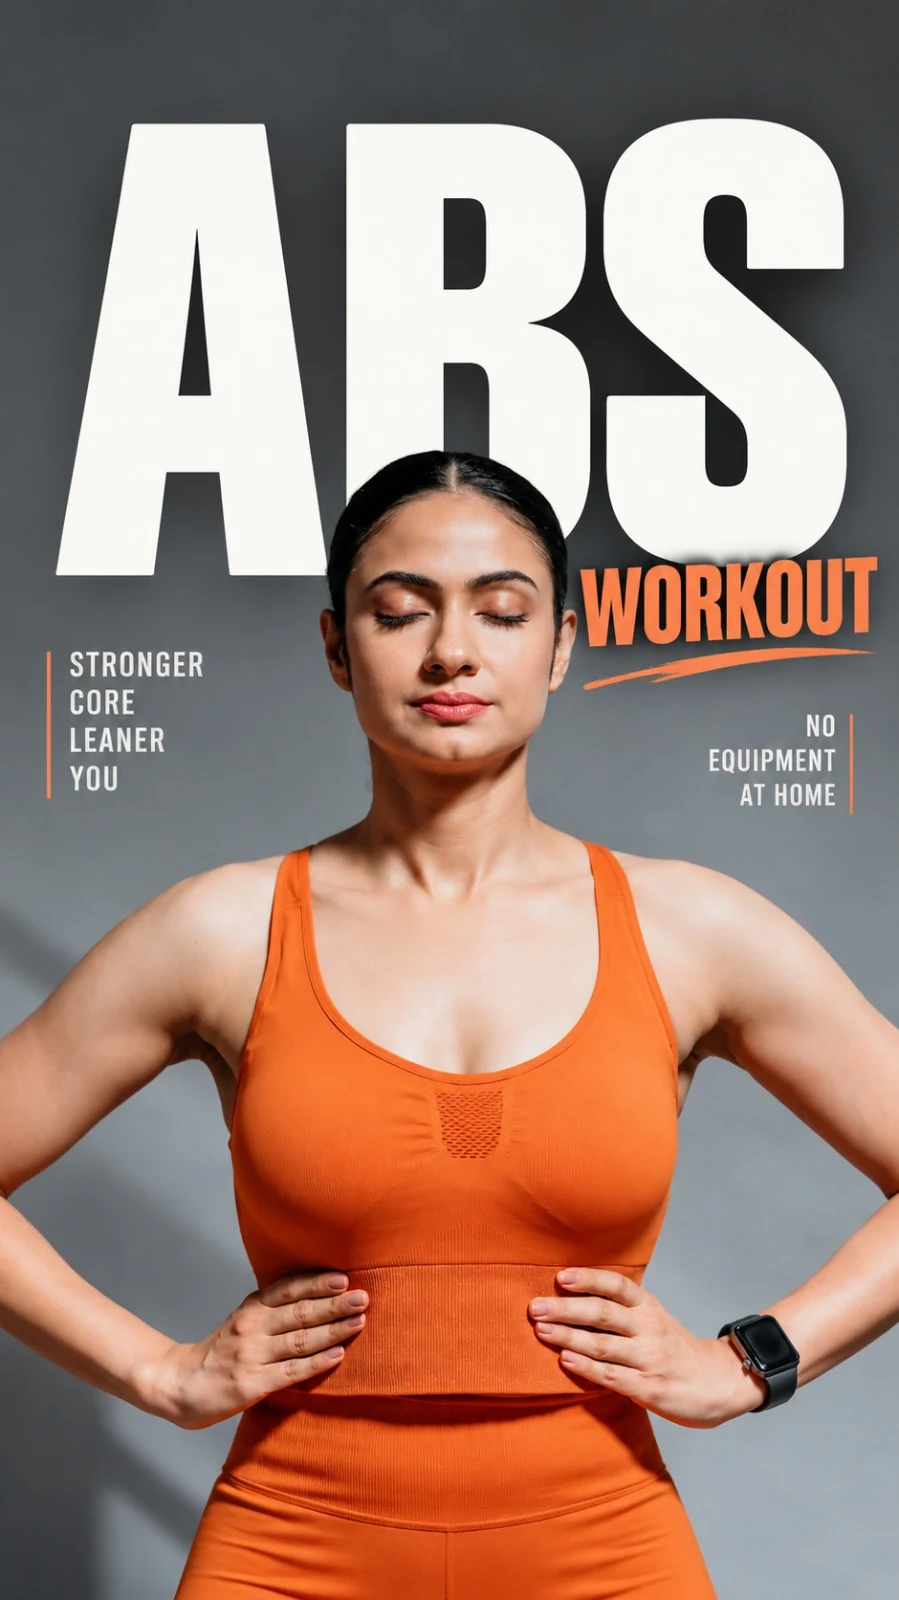 ABS
WORKOUT
STRONGER
CORE
LEANER
YOU
NO
EQUIPMENT
AT HOME